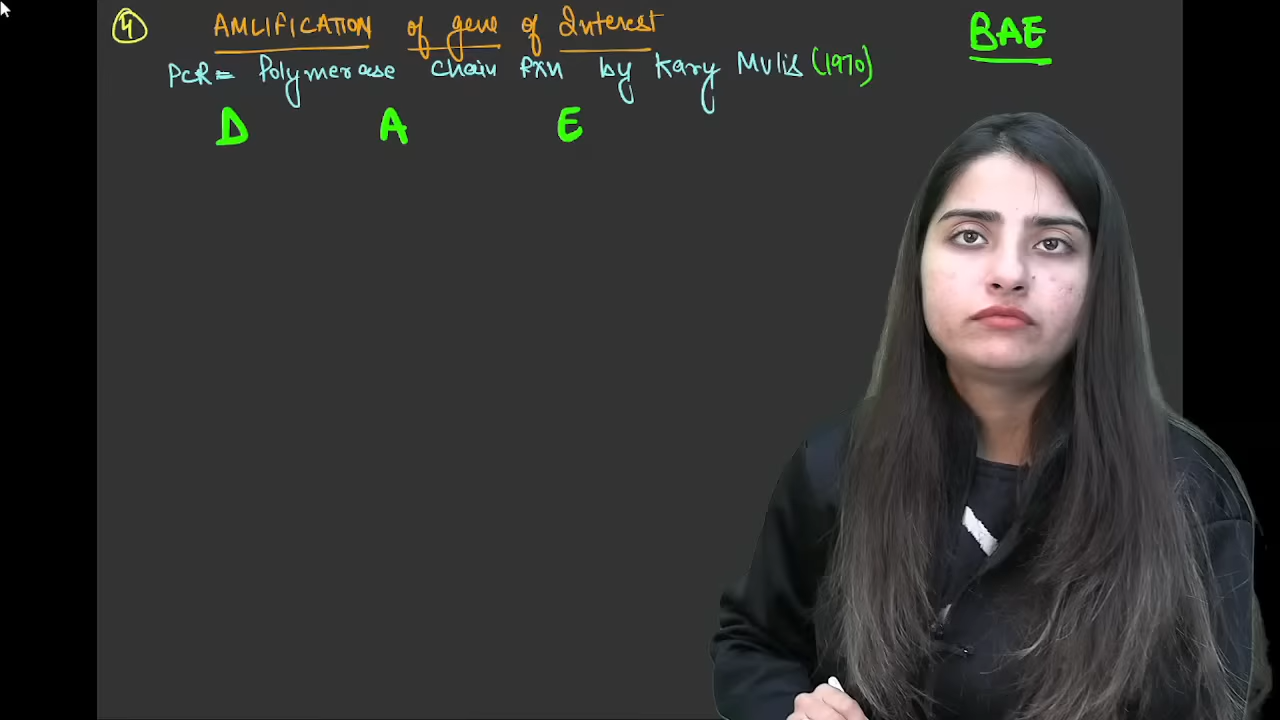 4 AMLIFICATION of gene of Interest
BAE
PCR = Polymerase Chain RXN by Kary Mulis (1970)
D A E